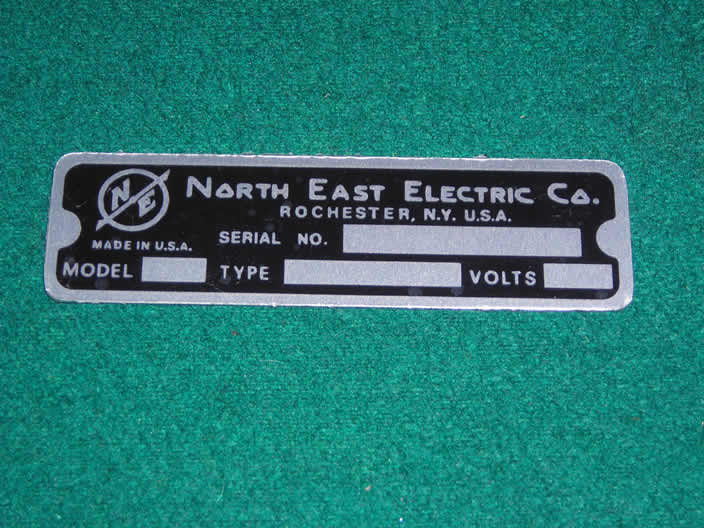 NE
NORTH EAST ELECTRIC CO.
ROCHESTER, N.Y. U.S.A.
MADE IN U.S.A.
SERIAL NO.
MODEL TYPE VOLTS